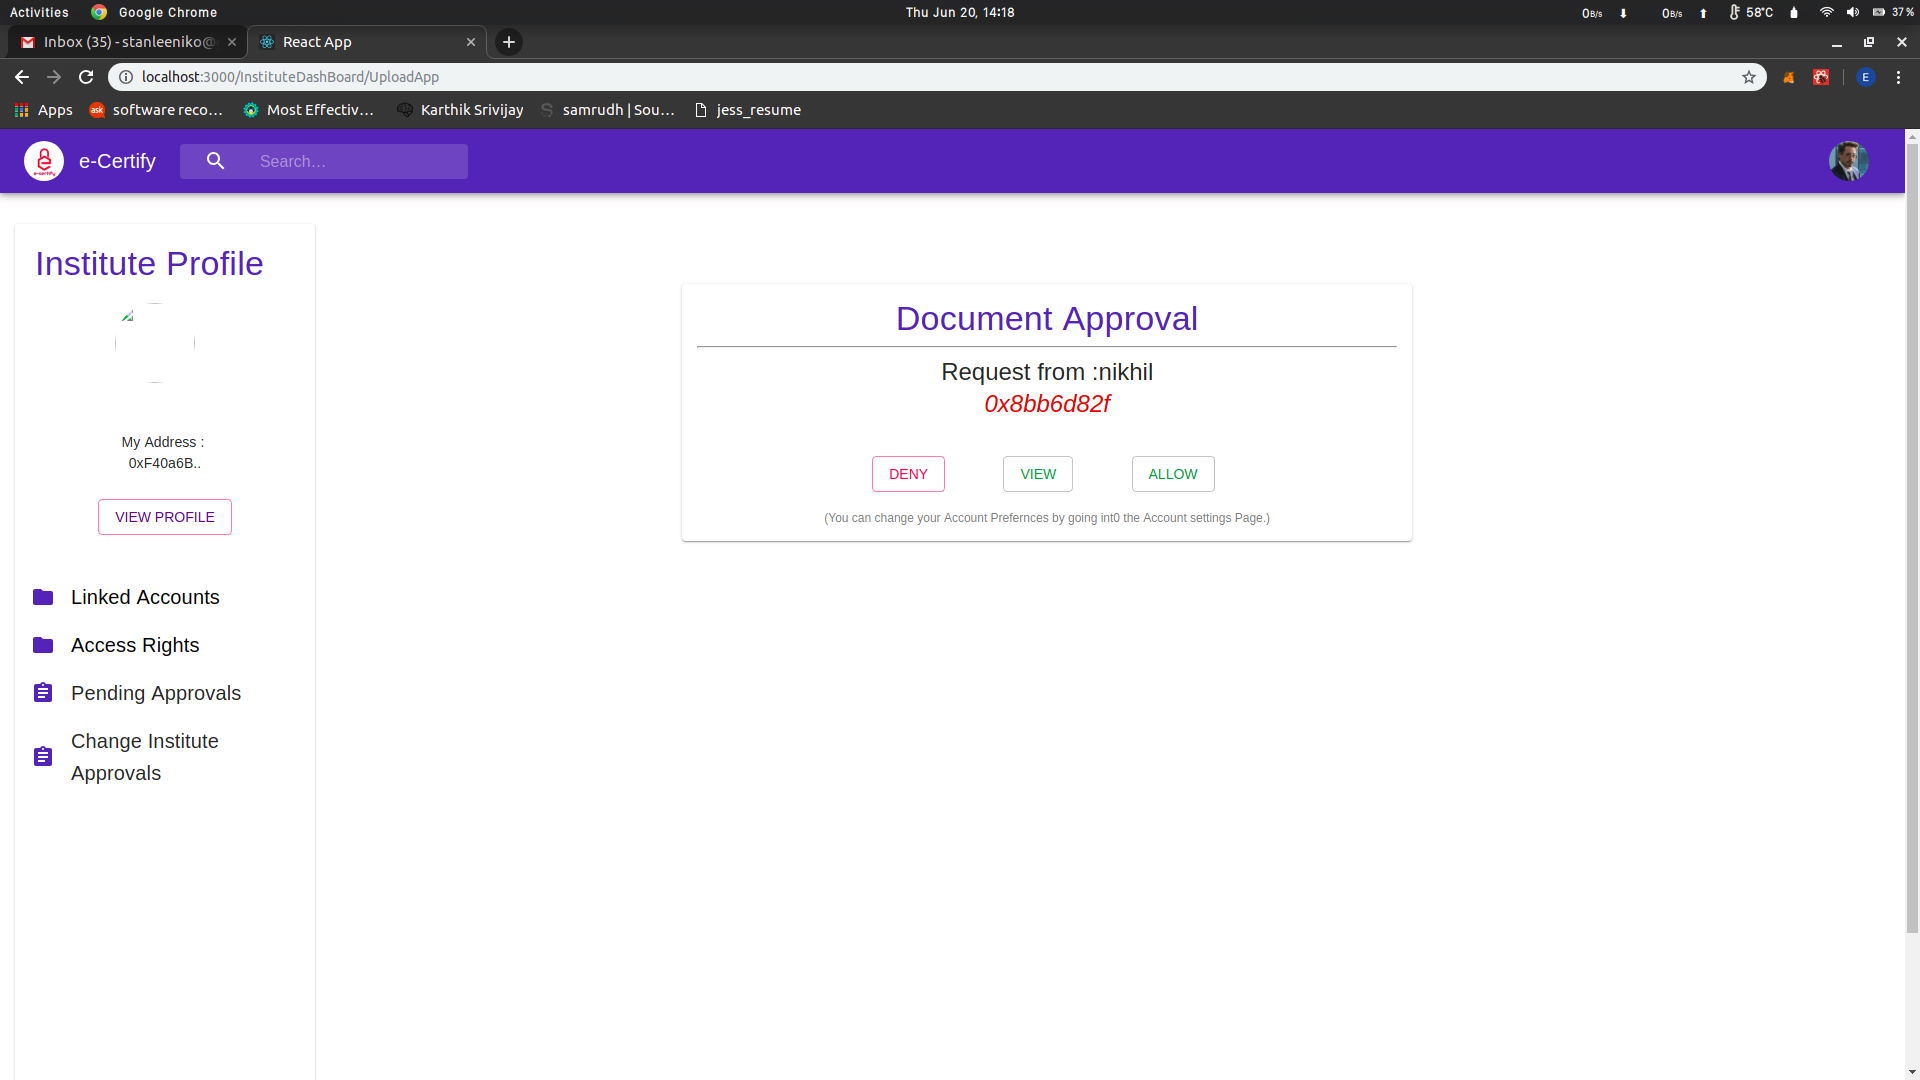 Activities Google Chrome Thu Jun 20, 14:18 0B/s 0B/s 58°C 37%
Inbox (35) - stanleeniko@ React App
localhost:3000/InstituteDashBoard/UploadApp E
Apps ask software reco... Most Effectiv... Karthik Srivijay samrudh | Sou... jess_resume
e-certify e-Certify Search...
Institute Profile
My Address :
0xF40a6B..
VIEW PROFILE
Linked Accounts
Access Rights
Pending Approvals
Change Institute
Approvals
Document Approval
Request from :nikhil
0x8bb6d82f
DENY VIEW ALLOW
(You can change your Account Prefernces by going int0 the Account settings Page.)